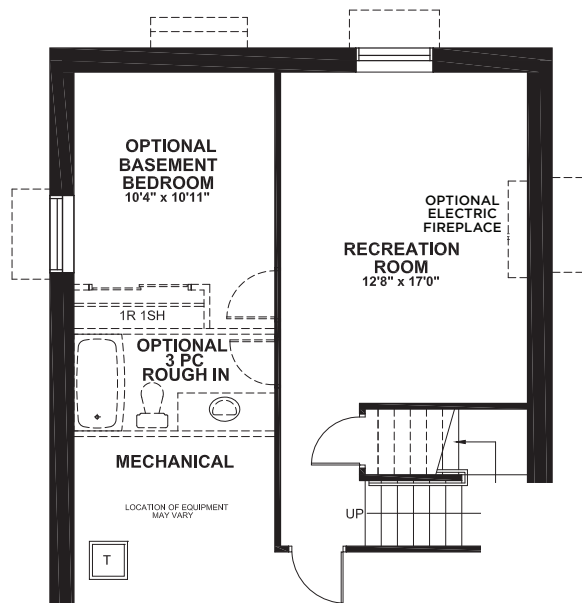 OPTIONAL
BASEMENT
BEDROOM
10'4" x 10'11"
OPTIONAL
ELECTRIC
FIREPLACE
RECREATION
ROOM
12'8" x 17'0"
1R 1SH
OPTIONAL
3 PC
ROUGH IN
MECHANICAL
LOCATION OF EQUIPMENT
MAY VARY
UP
T